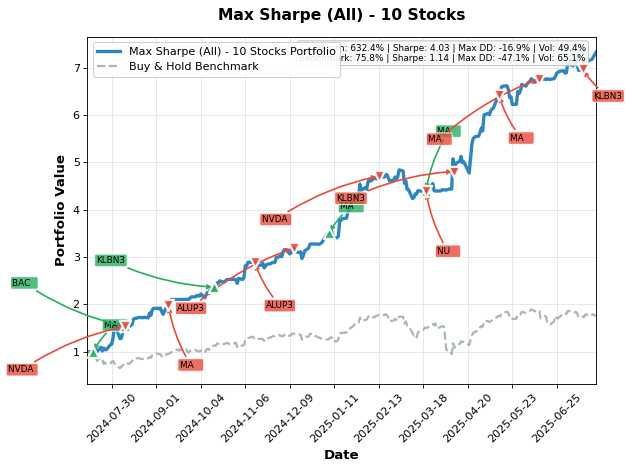 Max Sharpe (All) - 10 Stocks
Max Sharpe (All) - 10 Stocks Portfolio
Buy & Hold Benchmark
632.4% | Sharpe: 4.03 | Max DD: -16.9% | Vol: 49.4%
75.8% | Sharpe: 1.14 | Max DD: -47.1% | Vol: 65.1%
Portfolio Value
7
6
5
4
3
2
1
KLBN3
MA
MA
MA
NVDA
KLBN3
MA
KLBN3
NU
BAC
ALUP3
ALUP3
MA
NVDA
MA
2024-07-30
2024-09-01
2024-10-04
2024-11-06
2024-12-09
2025-01-11
2025-02-13
2025-03-18
2025-04-20
2025-05-23
2025-06-25
Date